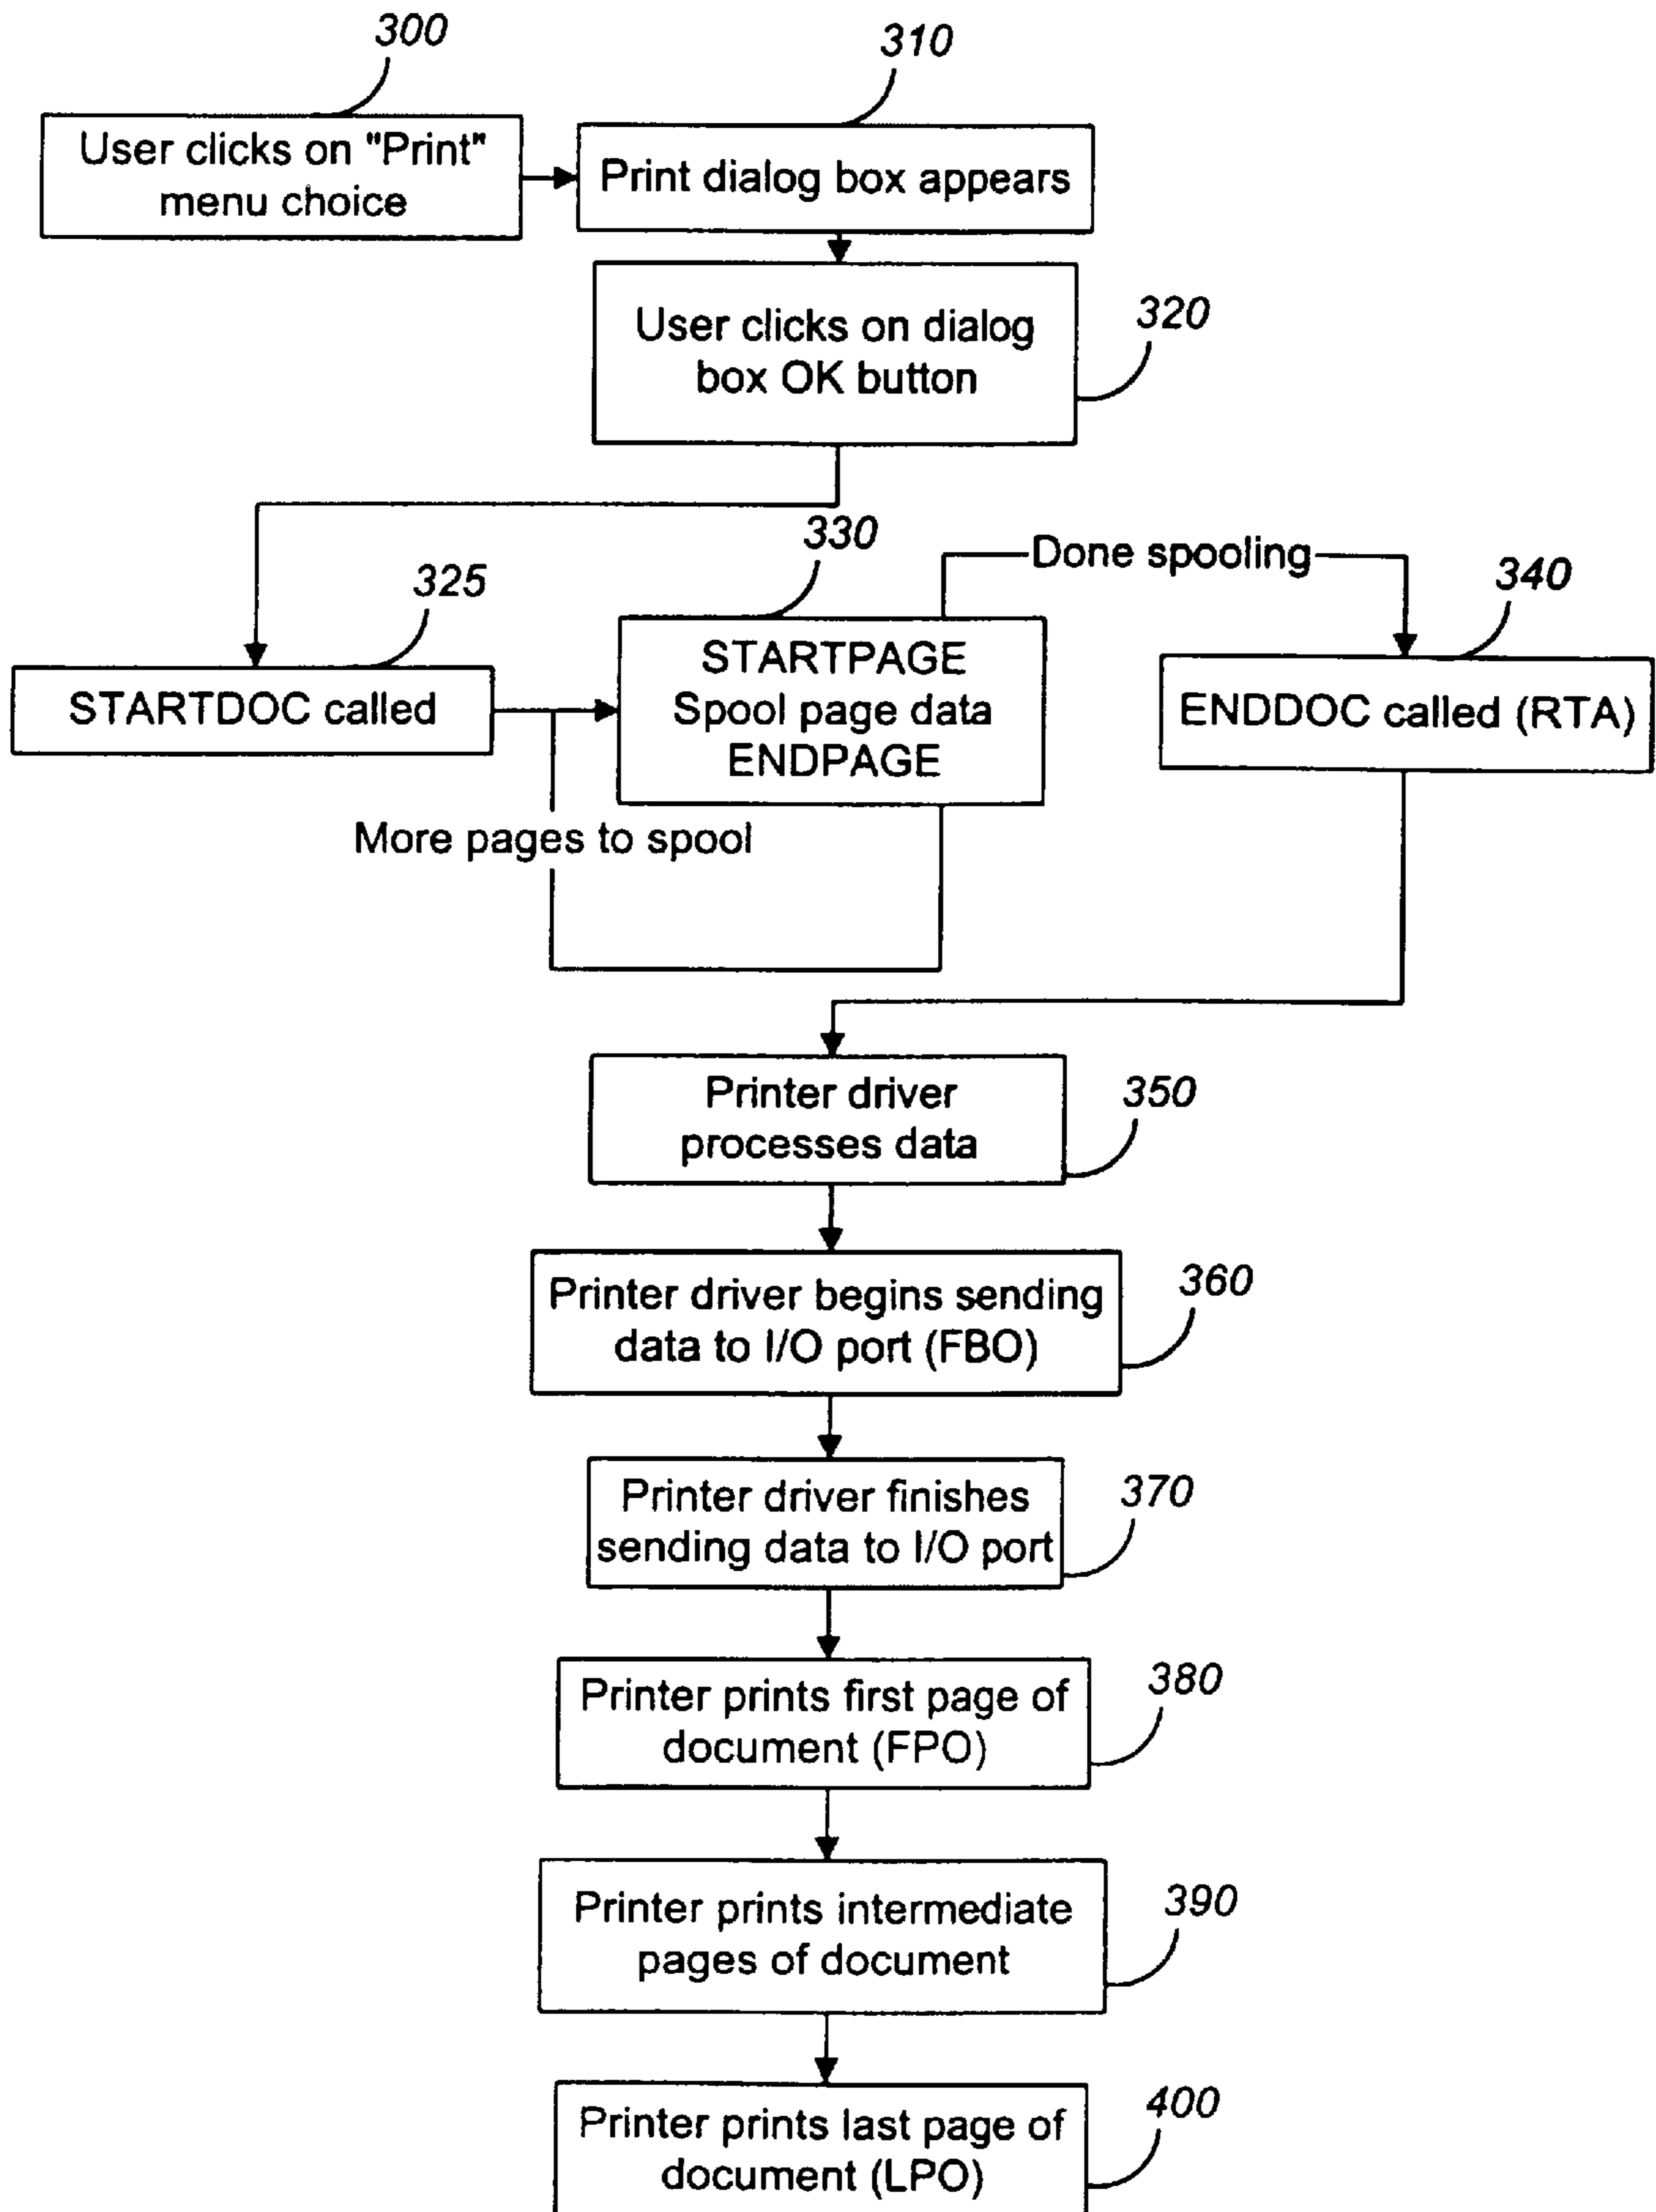 300
User clicks on "Print"
menu choice
310
Print dialog box appears
320
User clicks on dialog
box OK button
325
STARTDOC called
330
STARTPAGE
Spool page data
ENDPAGE
Done spooling
340
ENDDOC called (RTA)
More pages to spool
350
Printer driver
processes data
360
Printer driver begins sending
data to I/O port (FBO)
370
Printer driver finishes
sending data to I/O port
380
Printer prints first page of
document (FPO)
390
Printer prints intermediate
pages of document
400
Printer prints last page of
document (LPO)